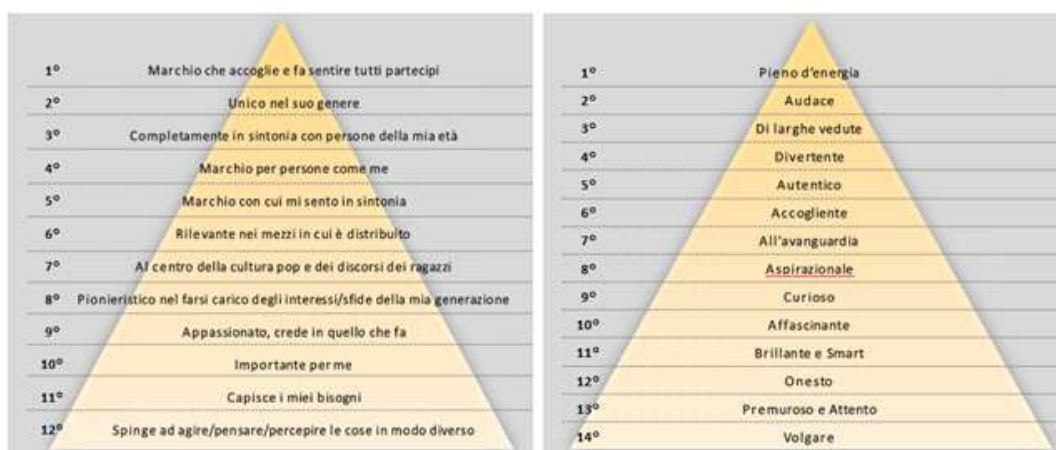 1° Marchio che accoglie e fa sentire tutti partecipi
2° Unico nel suo genere
3° Completamente in sintonia con persone della mia età
4° Marchio per persone come me
5° Marchio con cui mi sento in sintonia
6° Rilevante nei mezzi in cui è distribuito
7° Al centro della cultura pop e dei discorsi dei ragazzi
8° Pionieristico nel farsi carico degli interessi/sfide della mia generazione
9° Appassionato, crede in quello che fa
10° Importante per me
11° Capisce i miei bisogni
12° Spinge ad agire/pensare/percepire le cose in modo diverso
1° Pieno d'energia
2° Audace
3° Di larghe vedute
4° Divertente
5° Autentico
6° Accogliente
7° All'avanguardia
8° Aspirazionale
9° Curioso
10° Affascinante
11° Brillante e Smart
12° Onesto
13° Premuroso e Attento
14° Volgare